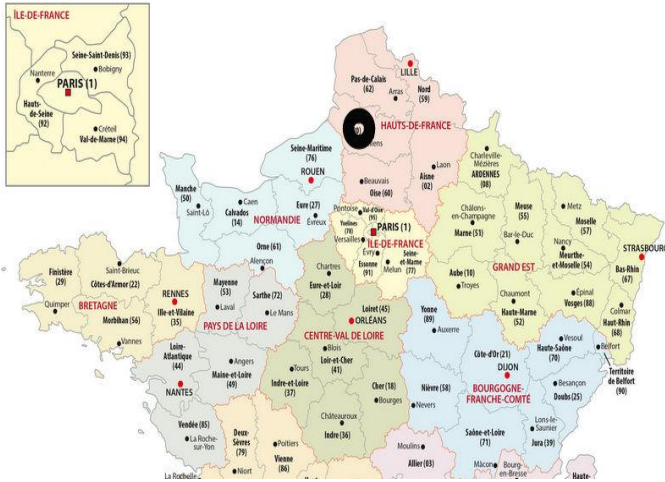 ÎLE-DE-FRANCE
Seine-Saint-Denis (93)
Nanterre
Bobigny
PARIS (1)
Hauts-
de-Seine
(92)
Créteil
Val-de-Marne (94)
LILLE
Pas-de-Calais
(62)
Nord
(59)
Arras
HAUTS-DE-FRANCE
Seine-Maritime
(76)
ROUEN
Laon
Aisne
(02)
Beauvais
Oise (60)
Charleville-
Mézières
ARDENNES
(08)
Manche
(50)
Saint-Lô
Caen
Calvados
(14)
NORMANDIE
Eure (27)
Évreux
Orne (61)
Alençon
Pontoise
Val-d'Oise
(95)
Yvelines
(78)
Versailles
PARIS (1)
ÎLE-DE-FRANCE
Évry
Essonne
(91)
Melun
Seine-
et-Marne
(77)
Châlons-
en-Champagne
Marne (51)
Meuse
(55)
Bar-le-Duc
Metz
Moselle
(57)
Nancy
Meurthe-
et-Moselle (54)
STRASBOURG
Bas-Rhin
(67)
GRAND EST
Aube (10)
Troyes
Chaumont
Haute-Marne
(52)
Épinal
Vosges (88)
Colmar
Haut-Rhin
(68)
Finistère
(29)
Saint-Brieuc
Côtes-d'Armor (22)
Quimper
BRETAGNE
Morbihan (56)
Vannes
RENNES
Ille-et-Vilaine
(35)
Mayenne
(53)
Laval
Sarthe (72)
Le Mans
PAYS DE LA LOIRE
Loire-
Atlantique
(44)
NANTES
Angers
Maine-et-Loire
(49)
Vendée (85)
La Roche-
sur-Yon
Chartres
Eure-et-Loir
(28)
Loiret (45)
ORLÉANS
CENTRE-VAL DE LOIRE
Blois
Loir-et-Cher
(41)
Tours
Indre-et-Loire
(37)
Cher (18)
Bourges
Châteauroux
Indre (36)
Yonne
(89)
Auxerre
Côte-d'Or (21)
DIJON
Nièvre (58)
Nevers
BOURGOGNE-
FRANCHE-COMTÉ
Haute-Saône
(70)
Vesoul
Belfort
Territoire
de Belfort
(90)
Besançon
Doubs (25)
Lons-le-
Saunier
Jura (39)
Saône-et-Loire
(71)
Mâcon
Bourg-
en-Bresse
Moulins
Allier (03)
Deux-
Sèvres
(79)
Niort
Poitiers
Vienne
(86)
La Rochelle
Haute-